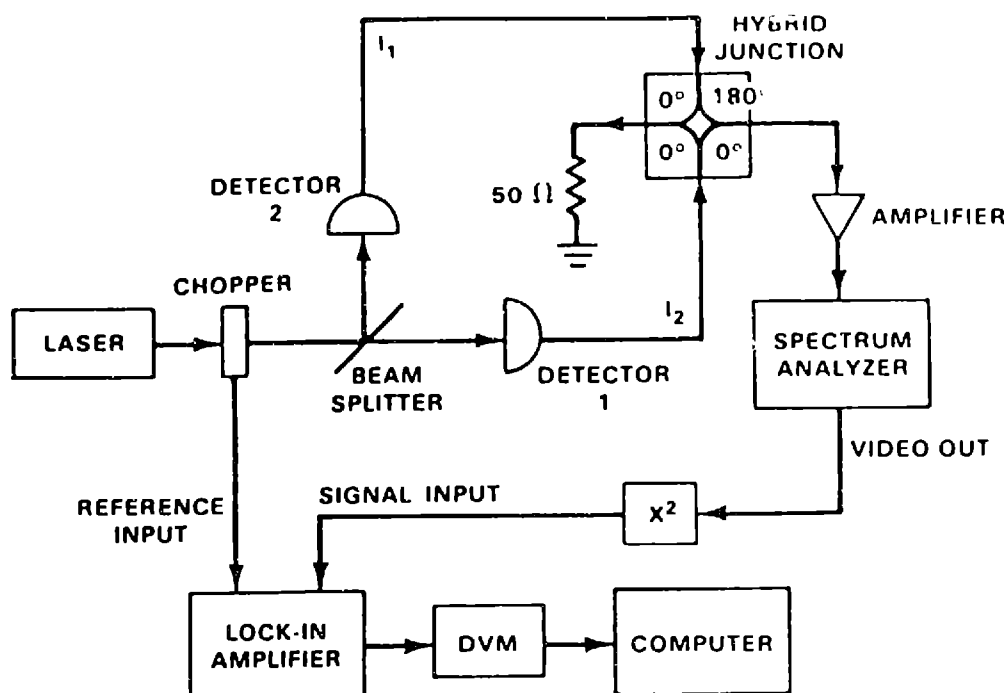 I1
HYBRID
JUNCTION
0° 180°
0° 0°
DETECTOR
2
50 Ω
AMPLIFIER
CHOPPER
LASER
I2
BEAM
SPLITTER
DETECTOR
1
SPECTRUM
ANALYZER
VIDEO OUT
REFERENCE
INPUT
SIGNAL INPUT
X²
LOCK-IN
AMPLIFIER
DVM
COMPUTER